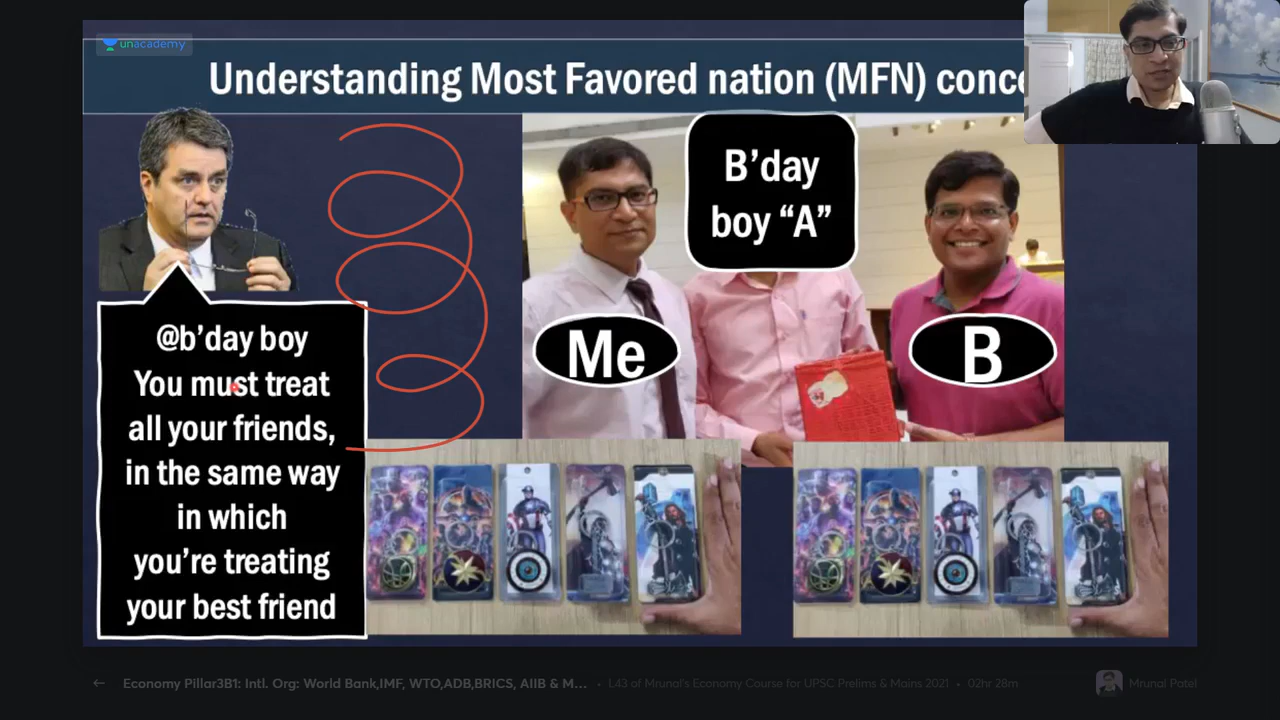 unacademy
Understanding Most Favored nation (MFN) conce
B'day
boy “A”
Me
B
@b'day boy
You must treat
all your friends,
in the same way
in which
you're treating
your best friend
Economy Pillar3B1: Intl. Org: World Bank,IMF, WTO,ADB,BRICS, AIIB & M... • L43 of Mrunal's Economy Course for UPSC Prelims & Mains 2021 • 02hr 28m
Mrunal Patel